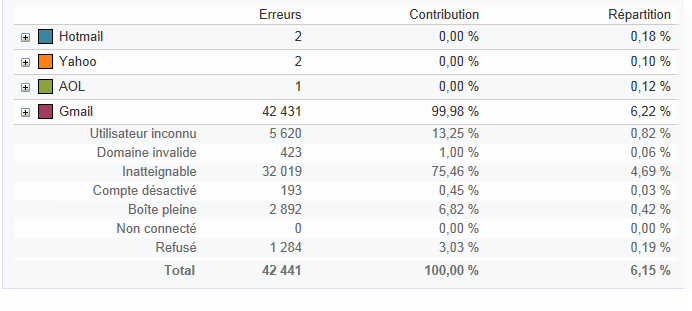 Erreurs Contribution Répartition
Hotmail 2 0,00 % 0,18 %
Yahoo 2 0,00 % 0,10 %
AOL 1 0,00 % 0,12 %
Gmail 42 431 99,98 % 6,22 %
Utilisateur inconnu 5 620 13,25 % 0,82 %
Domaine invalide 423 1,00 % 0,06 %
Inatteignable 32 019 75,46 % 4,69 %
Compte désactivé 193 0,45 % 0,03 %
Boîte pleine 2 892 6,82 % 0,42 %
Non connecté 0 0,00 % 0,00 %
Refusé 1 284 3,03 % 0,19 %
Total 42 441 100,00 % 6,15 %